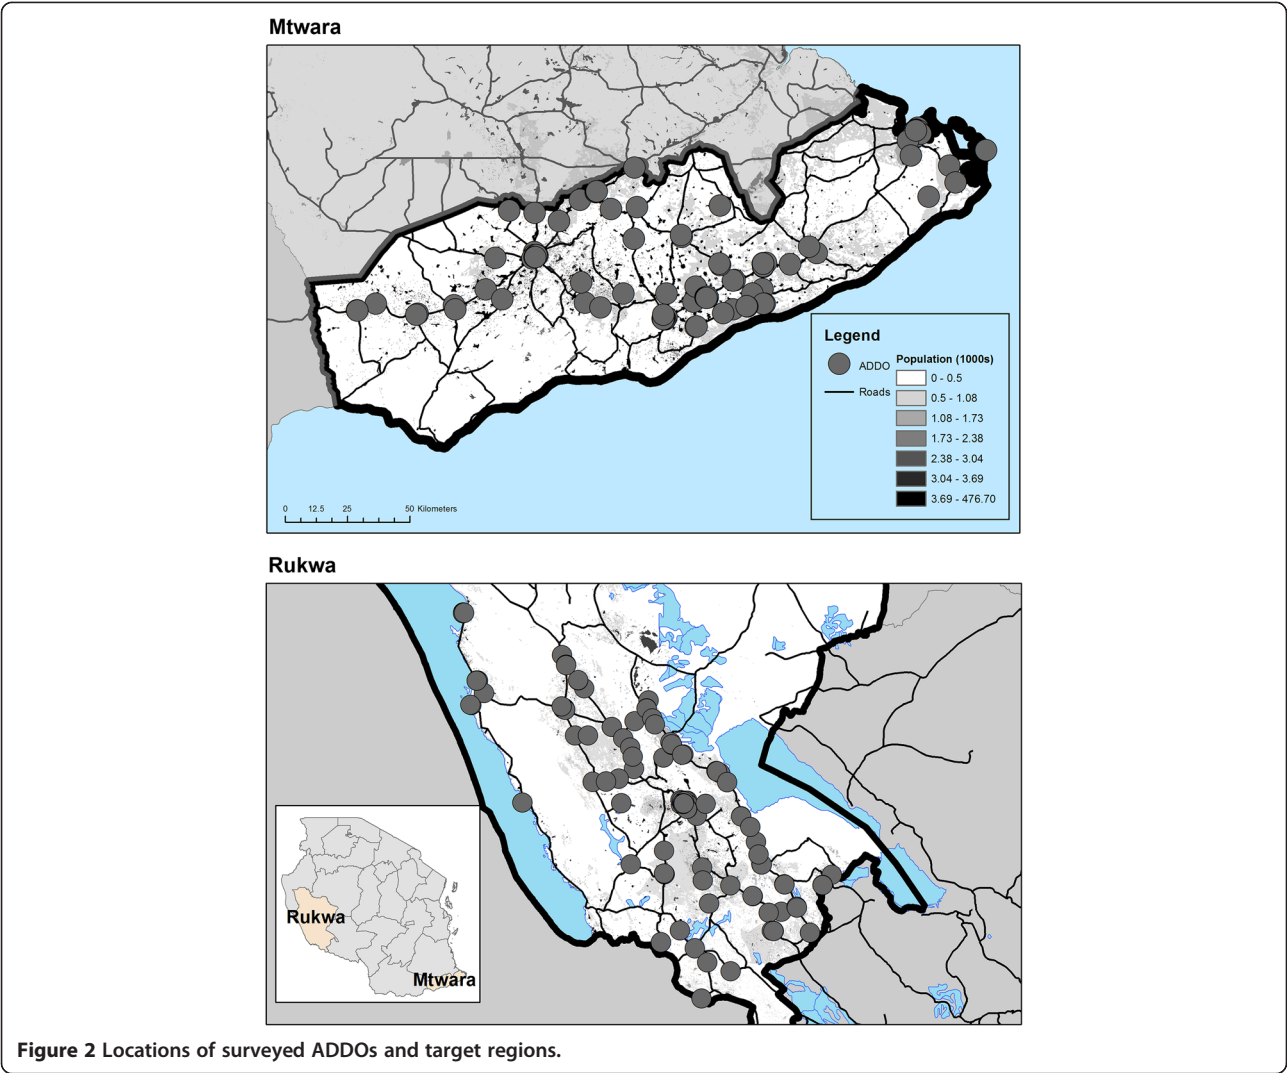 Mtwara
Legend
ADDO
Roads
Population (1000s)
0 - 0.5
0.5 - 1.08
1.08 - 1.73
1.73 - 2.38
2.38 - 3.04
3.04 - 3.69
3.69 - 476.70
0 12.5 25 50 Kilometers
Rukwa
Rukwa
Mtwara
Figure 2 Locations of surveyed ADDOs and target regions.